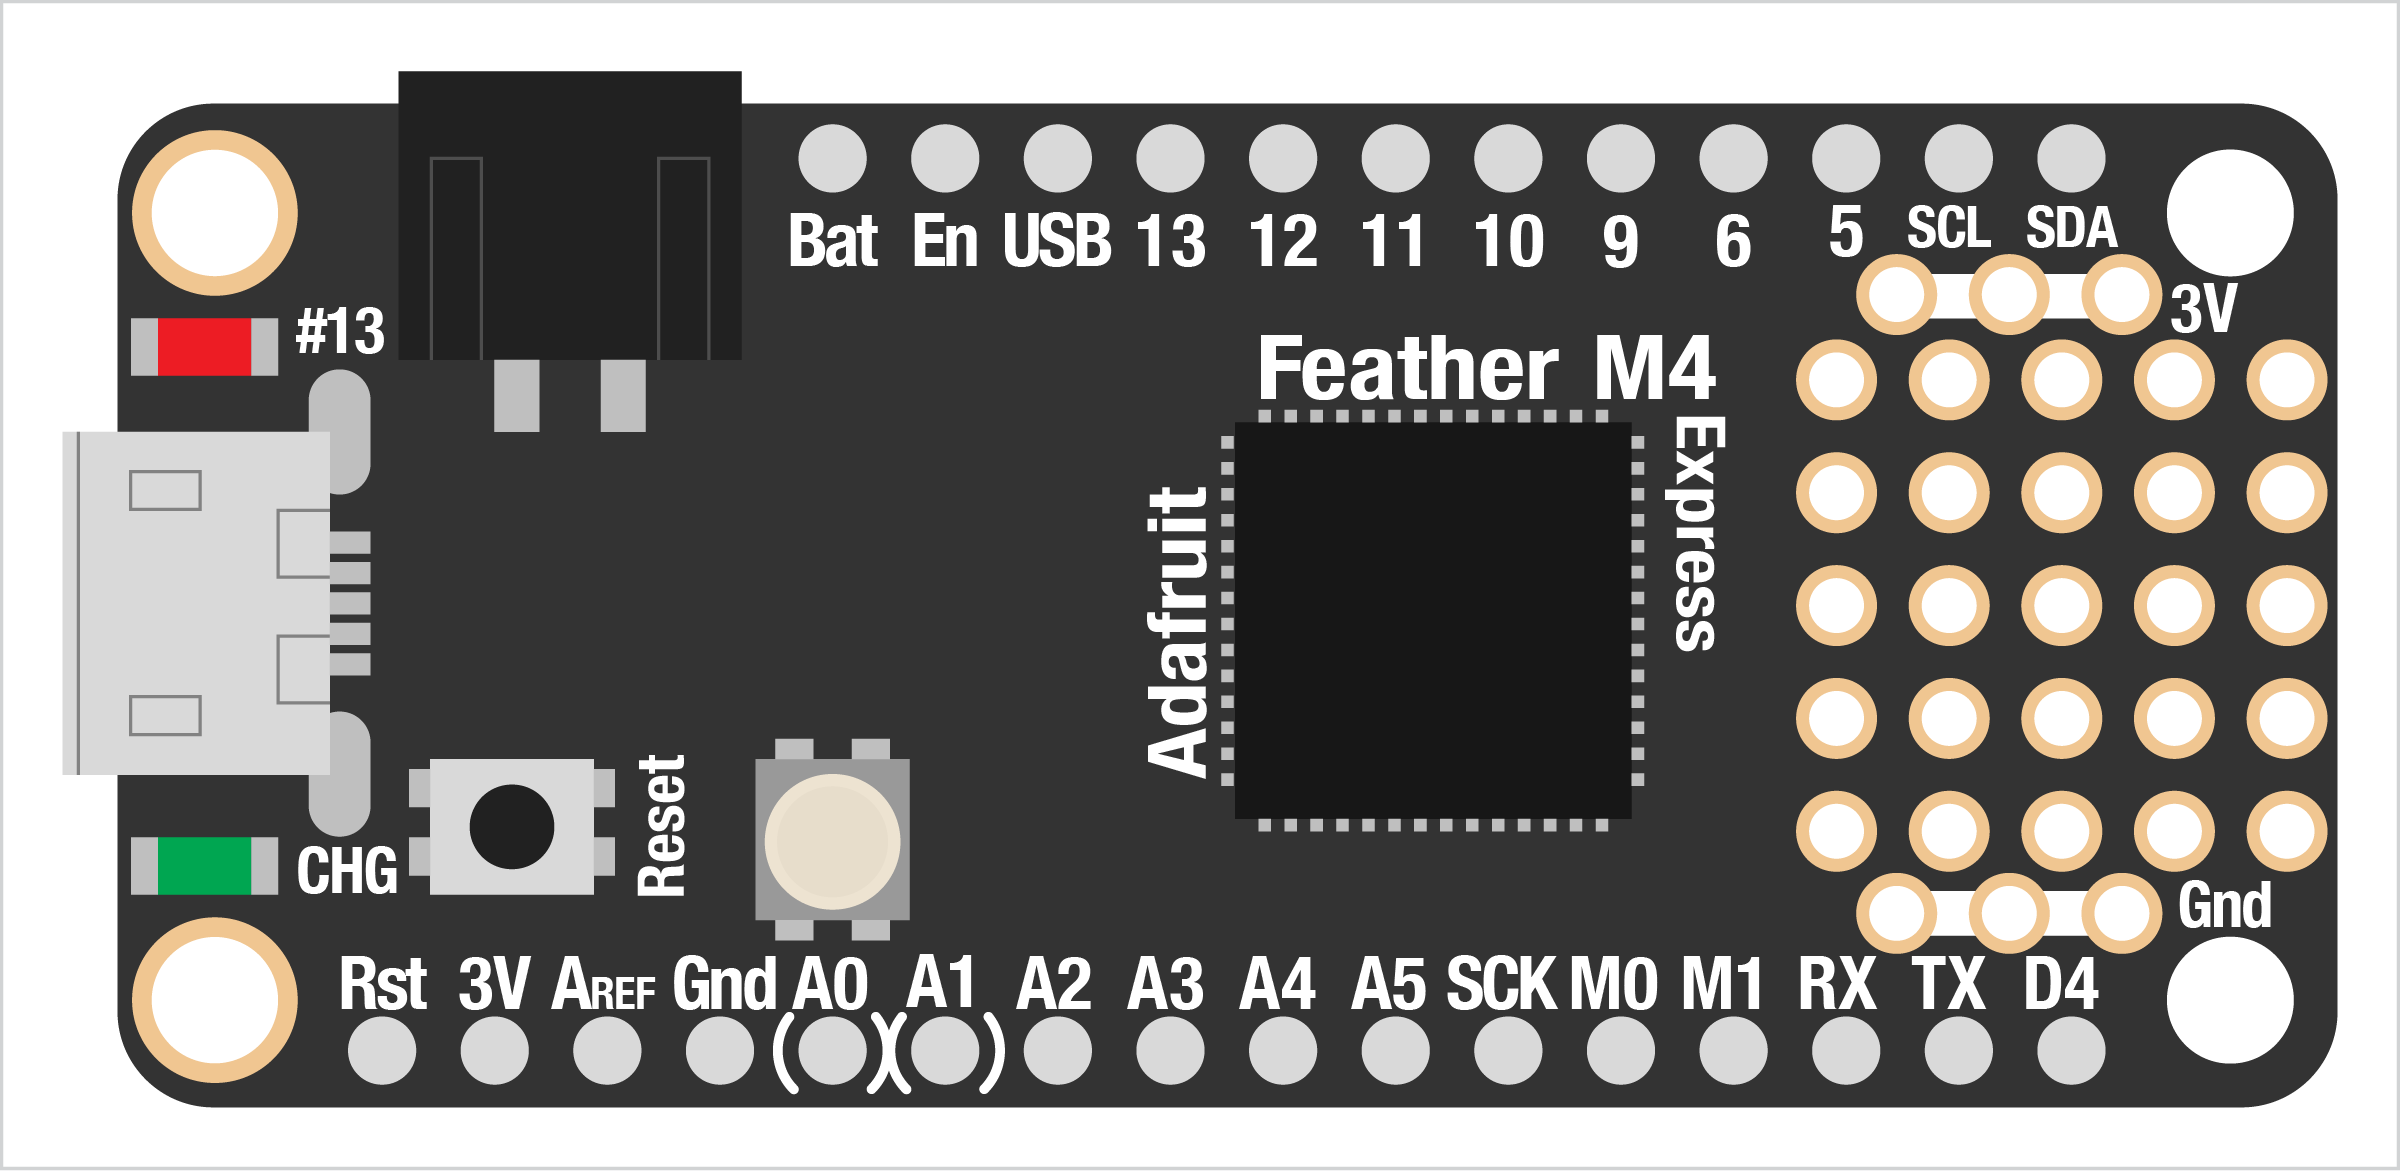 Bat En USB 13 12 11 10 9 6 5 SCL SDA
3V
#13
Feather M4
Express
Adafruit
Reset
CHG
Gnd
Rst 3V AREF Gnd A0 A1 A2 A3 A4 A5 SCK M0 M1 RX TX D4